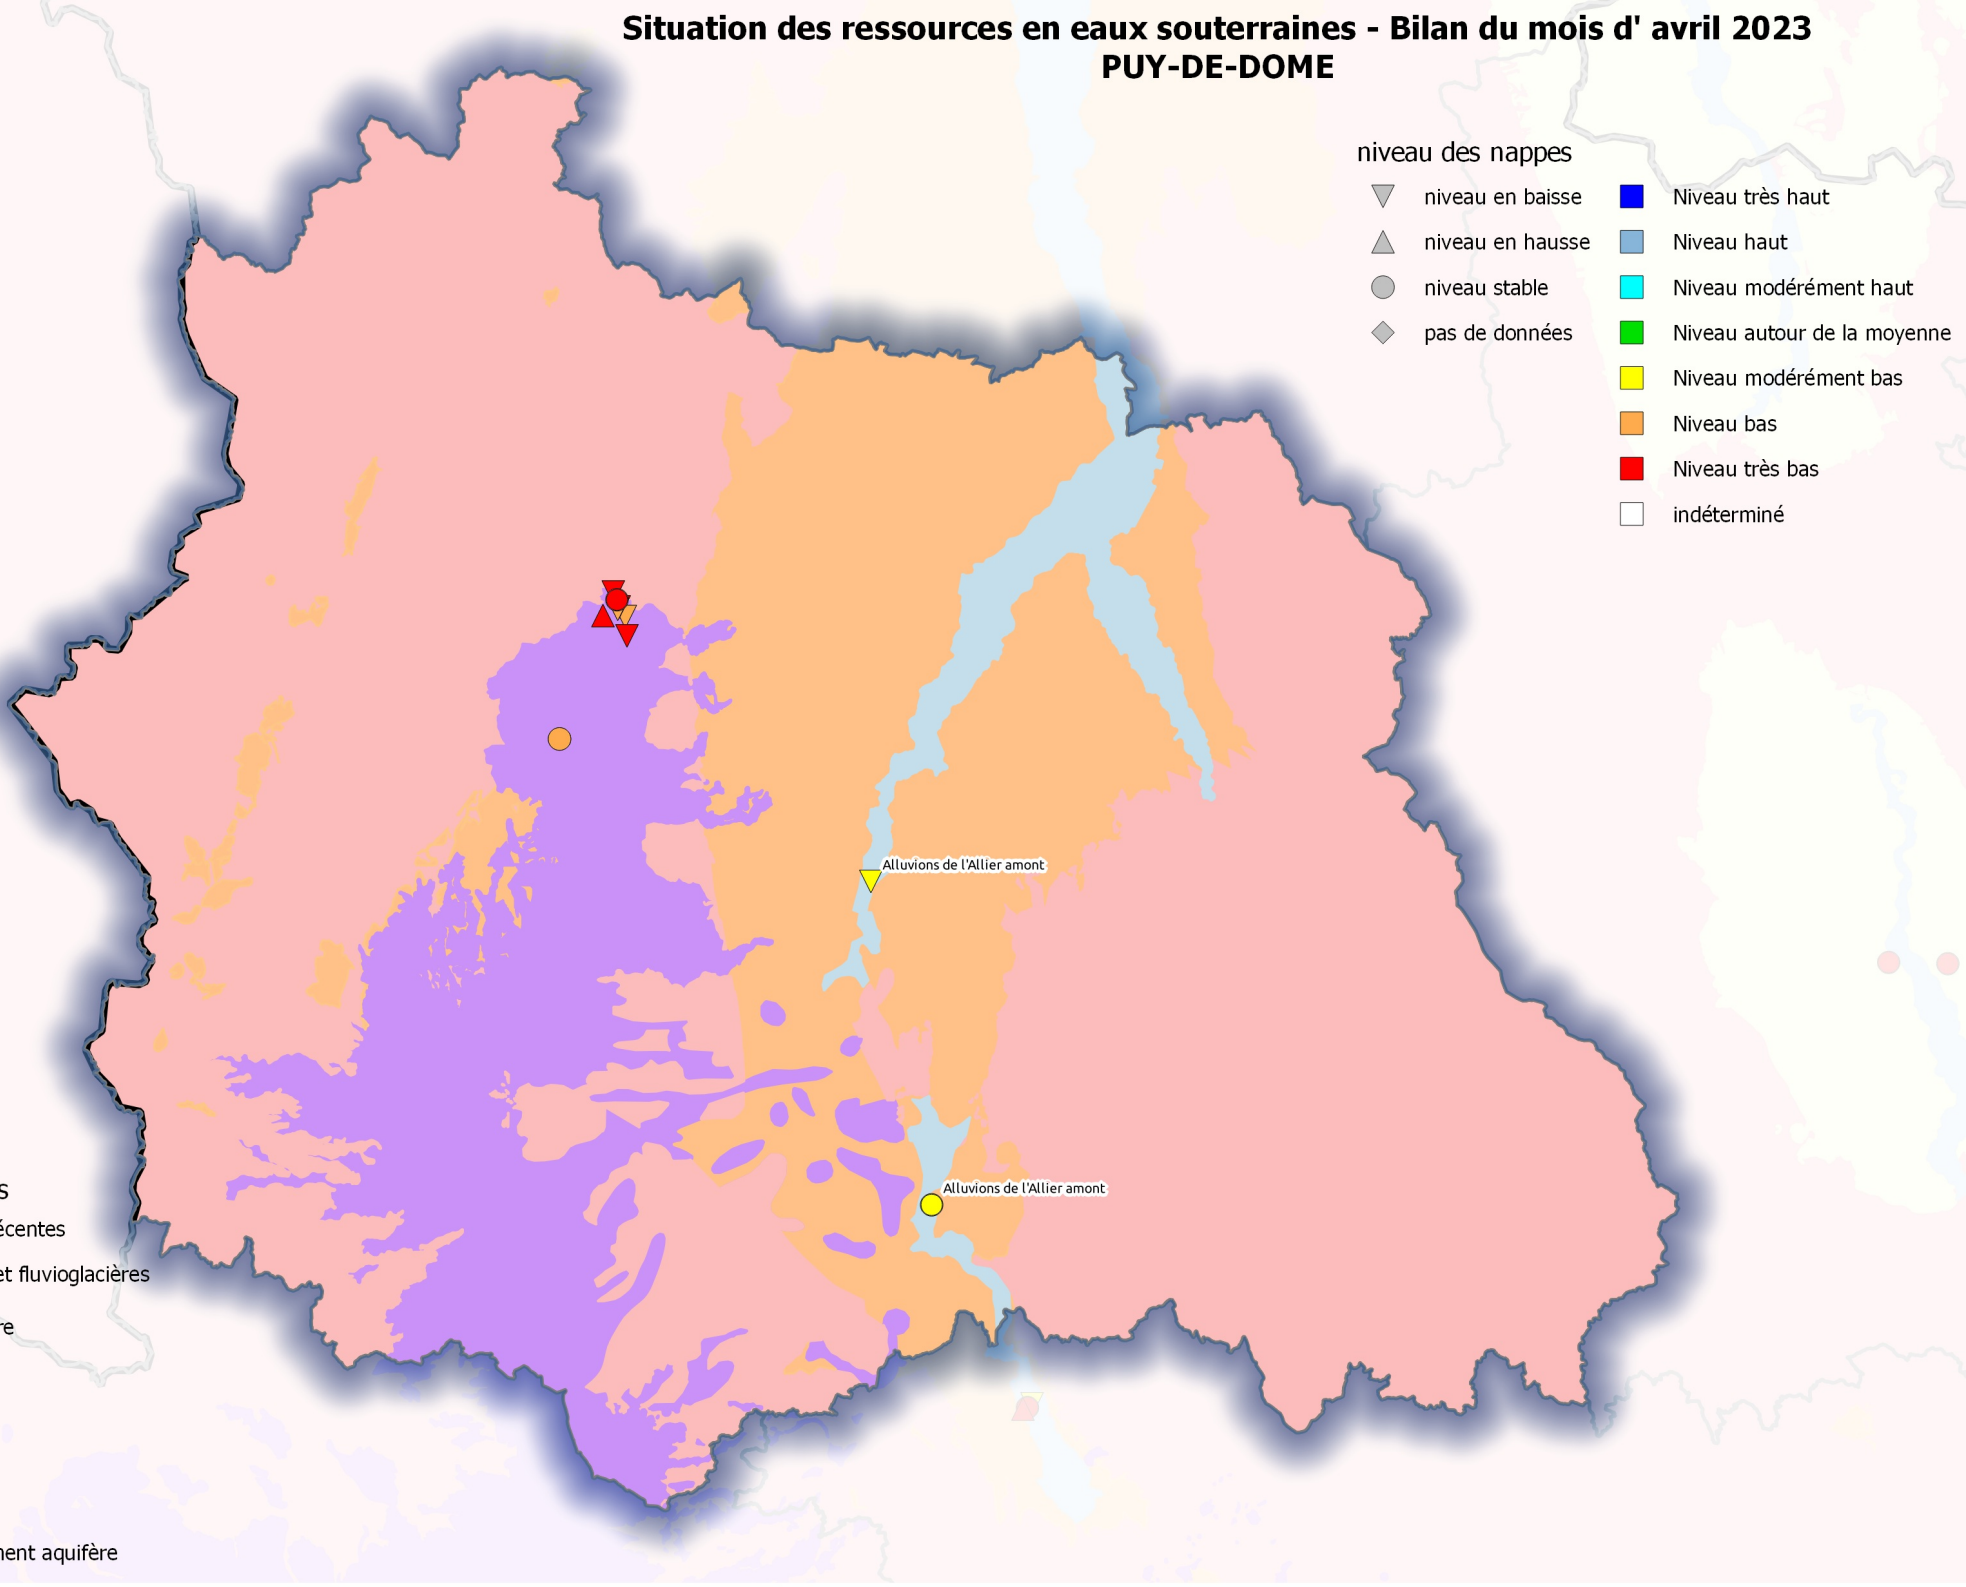 Situation des ressources en eaux souterraines - Bilan du mois d' avril 2023
PUY-DE-DOME
niveau des nappes
niveau en baisse
niveau en hausse
niveau stable
pas de données
Niveau très haut
Niveau haut
Niveau modérément haut
Niveau autour de la moyenne
Niveau modérément bas
Niveau bas
Niveau très bas
indéterminé
Alluvions de l'Allier amont
Alluvions de l'Allier amont
s
écentes
et fluvioglacières
re
ment aquifère